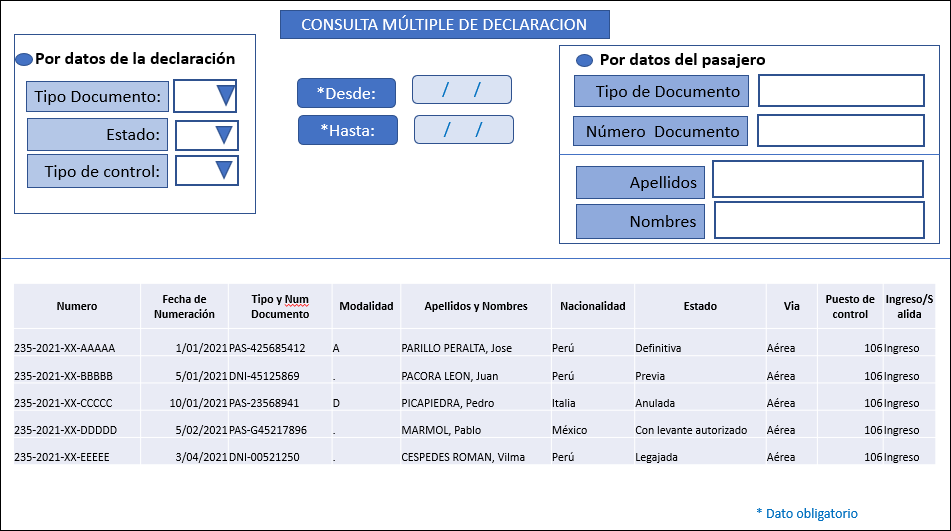 CONSULTA MÚLTIPLE DE DECLARACION
Por datos de la declaración
Tipo Documento:
Estado:
Tipo de control:
*Desde: / /
*Hasta: / /
Por datos del pasajero
Tipo de Documento
Número Documento
Apellidos
Nombres
Numero Fecha de Numeración Tipo y Num Documento Modalidad Apellidos y Nombres Nacionalidad Estado Via Puesto de control Ingreso/Salida
235-2021-XX-AAAAA 1/01/2021 PAS-425685412 A PARILLO PERALTA, Jose Perú Definitiva Aérea 106 Ingreso
235-2021-XX-BBBBB 5/01/2021 DNI-45125869 . PACORA LEON, Juan Perú Previa Aérea 106 Ingreso
235-2021-XX-CCCCC 10/01/2021 PAS-23568941 D PICAPIEDRA, Pedro Italia Anulada Aérea 106 Ingreso
235-2021-XX-DDDDD 5/02/2021 PAS-G45217896 . MARMOL, Pablo México Con levante autorizado Aérea 106 Ingreso
235-2021-XX-EEEEE 3/04/2021 DNI-00521250 . CESPEDES ROMAN, Vilma Perú Legajada Aérea 106 Ingreso
* Dato obligatorio